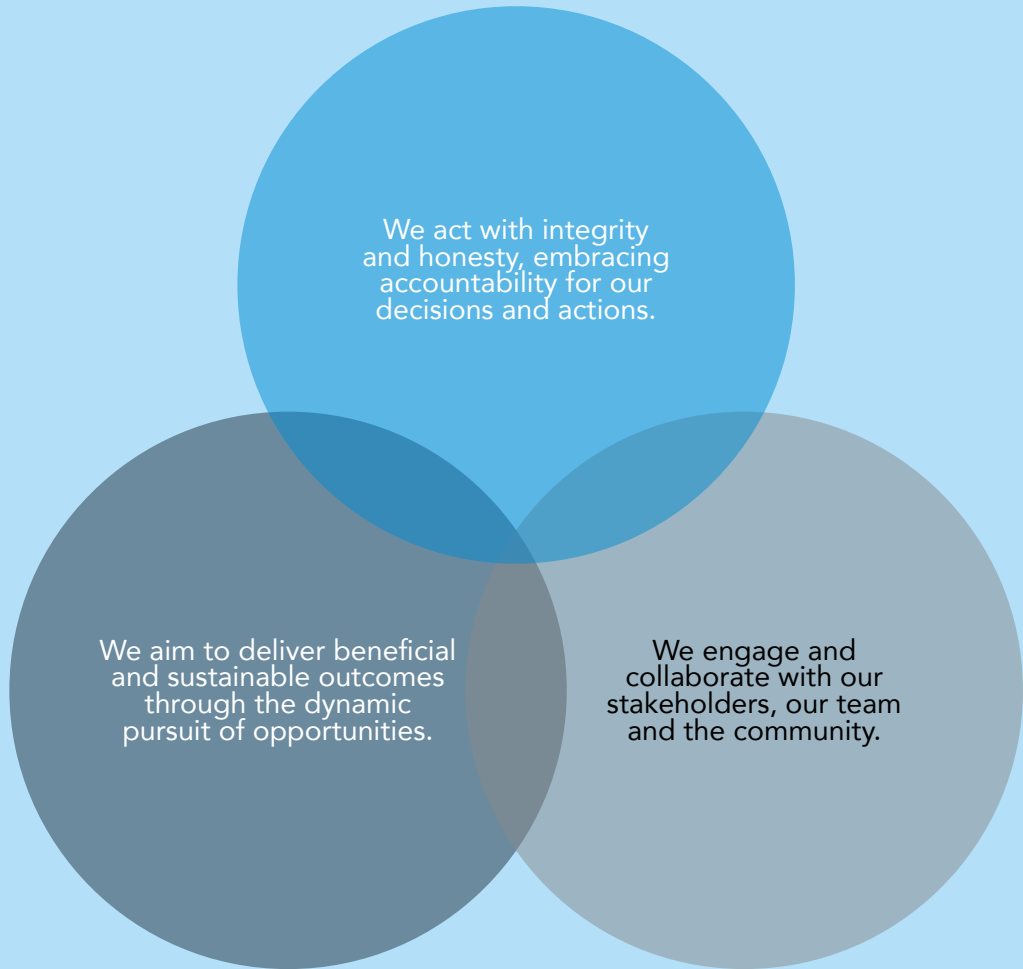 We act with integrity
and honesty, embracing
accountability for our
decisions and actions.
We aim to deliver beneficial
and sustainable outcomes
through the dynamic
pursuit of opportunities.
We engage and
collaborate with our
stakeholders, our team
and the community.